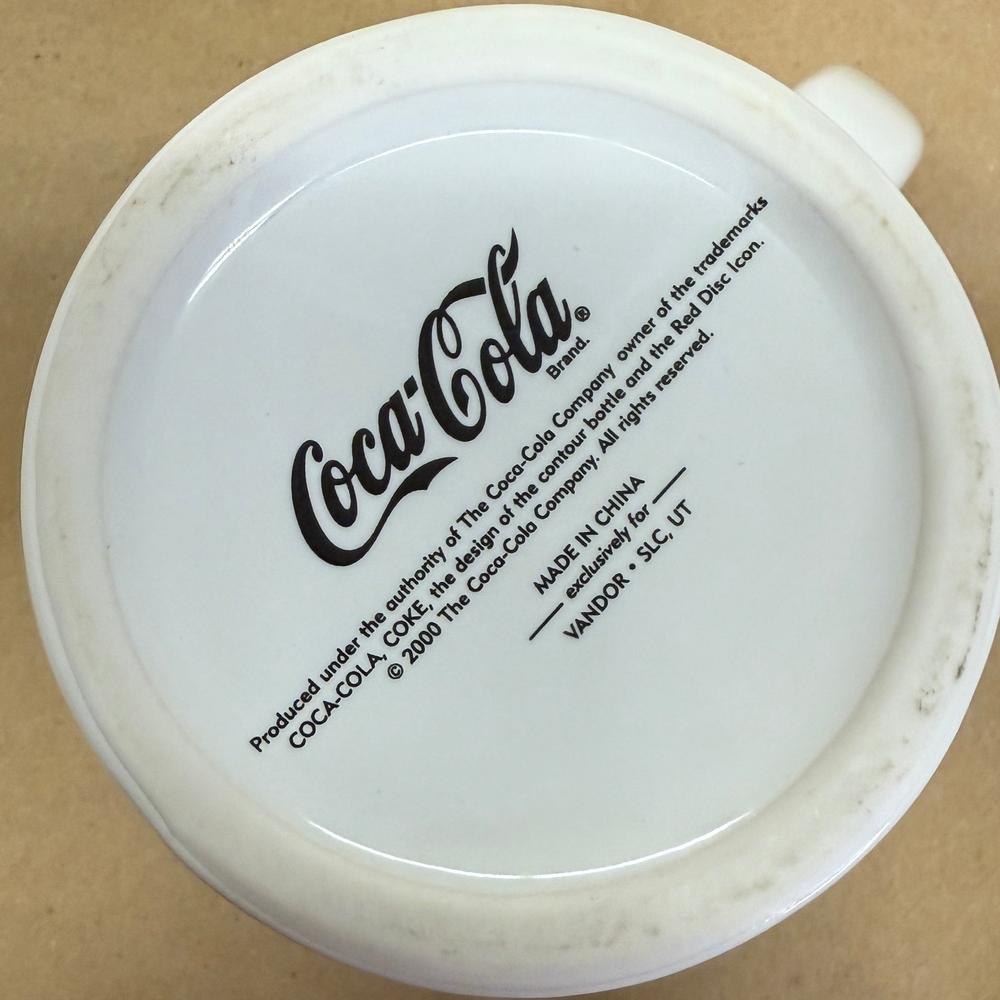 Coca-Cola®
Brand.
Produced under the authority of The Coca-Cola Company owner of the trademarks
COCA-COLA, COKE, the design of the contour bottle and the Red Disc Icon.
© 2000 The Coca-Cola Company. All rights reserved.
MADE IN CHINA
exclusively for
VANDOR • SLC, UT